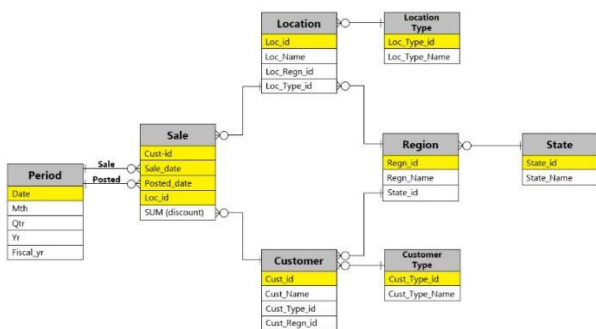 Location
Loc_id
Loc_Name
Loc_Regn_id
Loc_Type_id
Location
Type
Loc_Type_id
Loc_Type_Name
Sale
Cust-id
Sale_date
Posted_date
Loc_id
SUM (discount)
Sale
Posted
Period
Date
Mth
Qtr
Yr
Fiscal_yr
Region
Regn_id
Regn_Name
State_id
State
State_id
State_Name
Customer
Cust_id
Cust_Name
Cust_Type_id
Cust_Regn_id
Customer
Type
Cust_Type_id
Cust_Type_Name